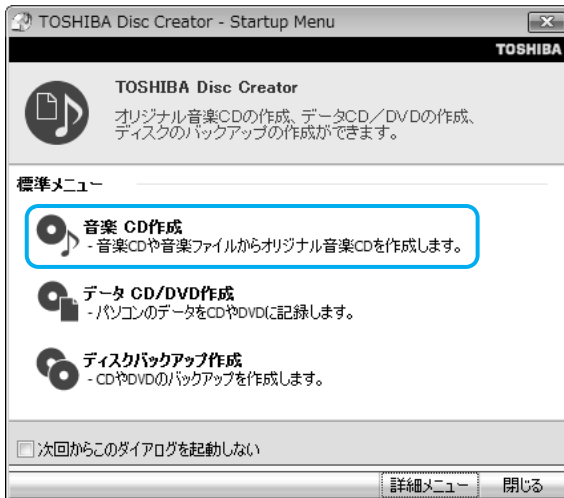 TOSHIBA Disc Creator - Startup Menu
TOSHIBA
TOSHIBA Disc Creator
オリジナル音楽CDの作成、データCD／DVDの作成、
ディスクのバックアップの作成ができます。
標準メニュー
音楽 CD作成
- 音楽CDや音楽ファイルからオリジナル音楽CDを作成します。
データ CD/DVD作成
- パソコンのデータをCDやDVDに記録します。
ディスクバックアップ作成
- CDやDVDのバックアップを作成します。
次回からこのダイアログを起動しない
詳細メニュー 閉じる